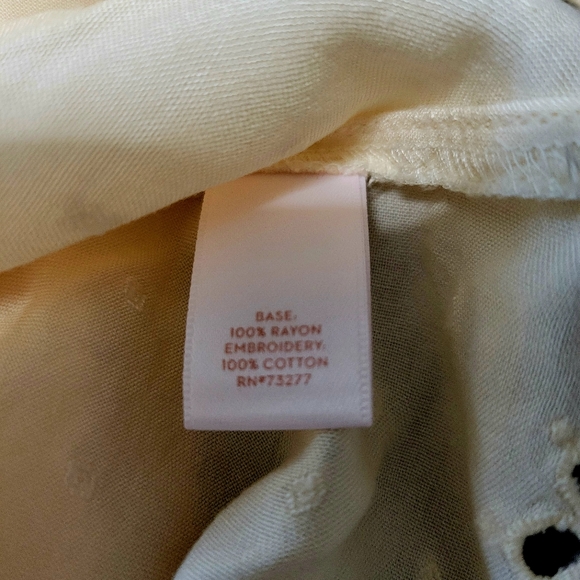 BASE:
100% RAYON
EMBROIDERY:
100% COTTON
RN#73277